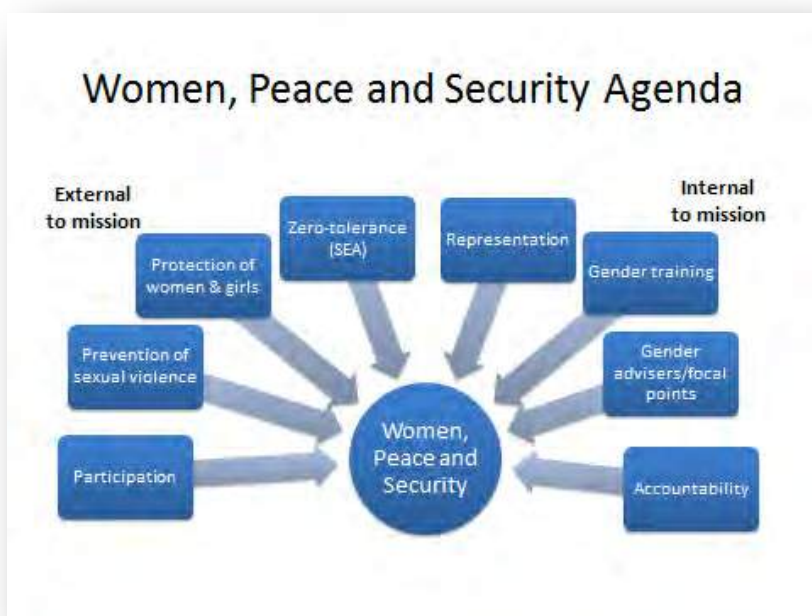 Women, Peace and Security Agenda
External
to mission
Internal
to mission
Participation
Prevention of
sexual violence
Protection of
women & girls
Zero-tolerance
(SEA)
Representation
Gender training
Gender
advisers/focal
points
Accountability
Women,
Peace and
Security